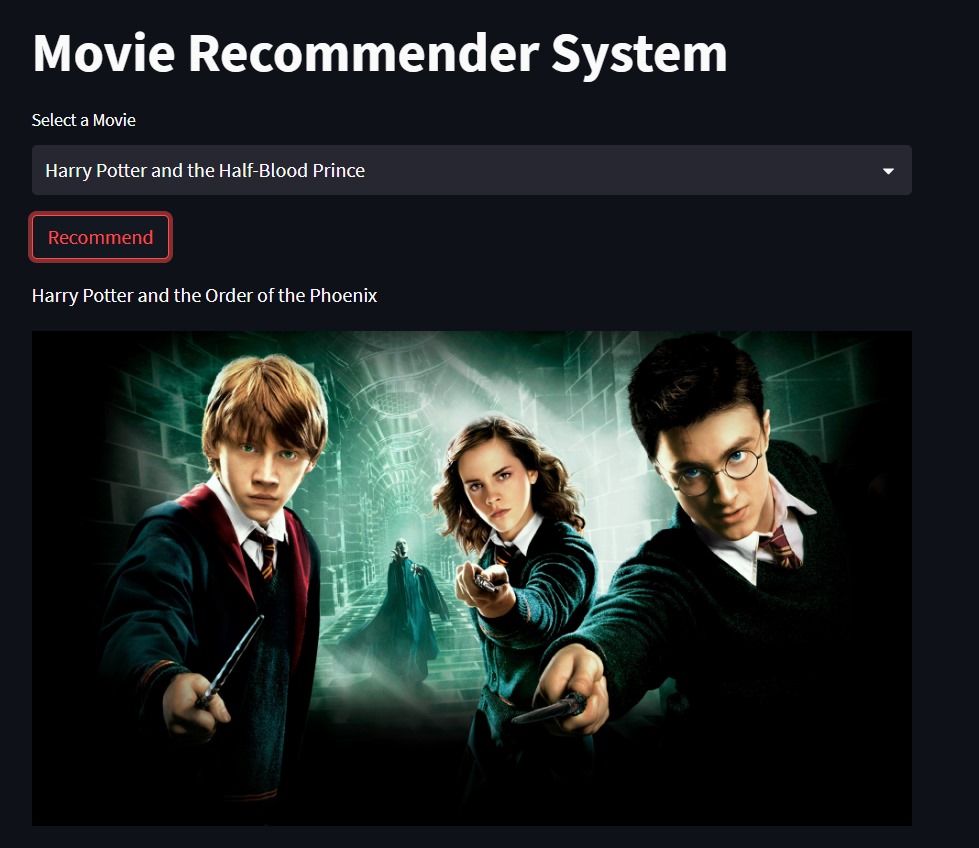 Movie Recommender System
Select a Movie
Harry Potter and the Half-Blood Prince
Recommend
Harry Potter and the Order of the Phoenix